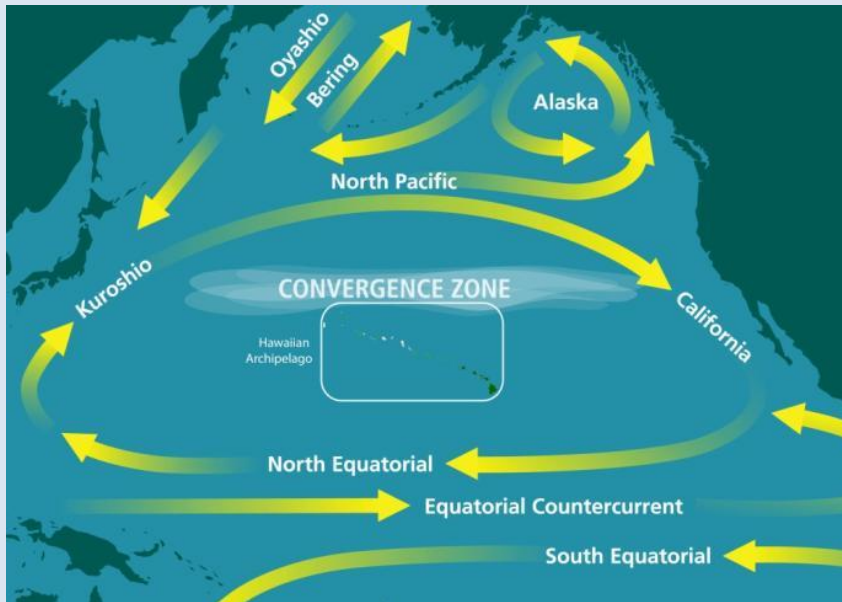 Oyashio
Bering
Alaska
North Pacific
Kuroshio
CONVERGENCE ZONE
California
Hawaiian
Archipelago
North Equatorial
Equatorial Countercurrent
South Equatorial